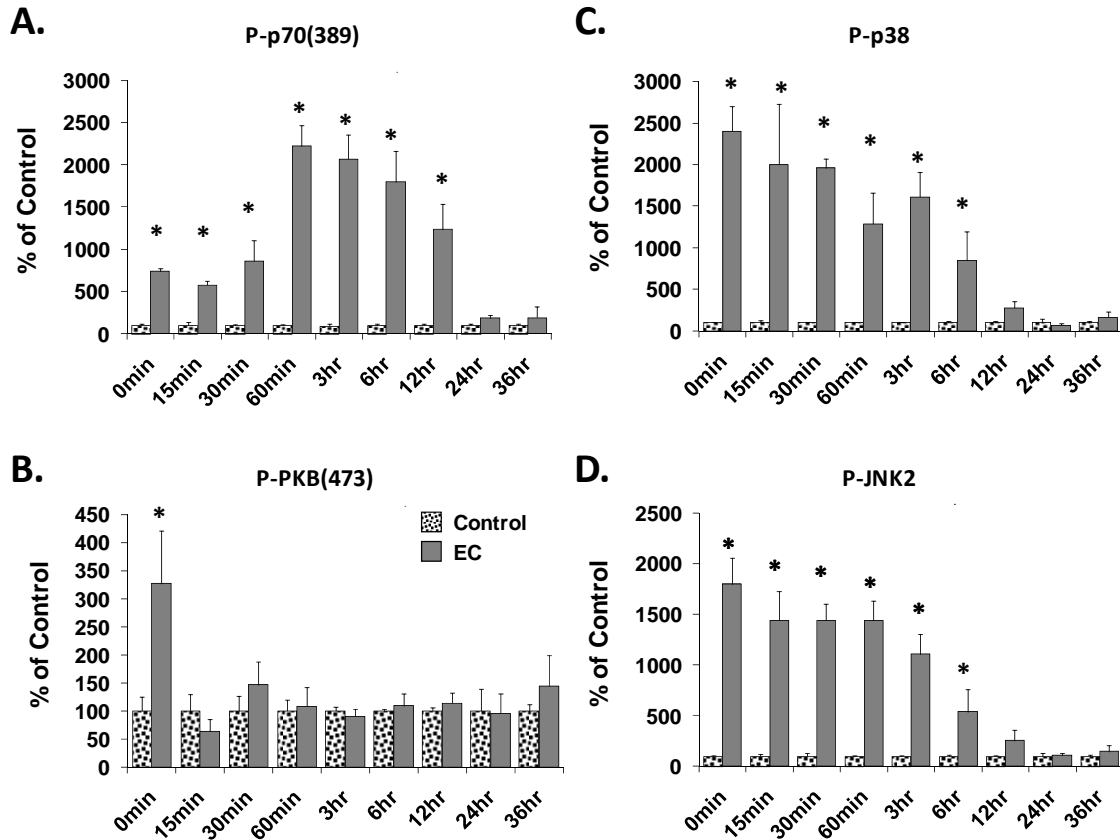 A.
P-p70(389)
% of Control
3000
2500
2000
1500
1000
500
0
* * * * * * *
0min 15min 30min 60min 3hr 6hr 12hr 24hr 36hr
C.
P-p38
% of Control
3000
2500
2000
1500
1000
500
0
* * * * * *
0min 15min 30min 60min 3hr 6hr 12hr 24hr 36hr
B.
P-PKB(473)
% of Control
450
400
350
300
250
200
150
100
50
0
*
Control
EC
0min 15min 30min 60min 3hr 6hr 12hr 24hr 36hr
D.
P-JNK2
% of Control
2500
2000
1500
1000
500
0
* * * * * *
0min 15min 30min 60min 3hr 6hr 12hr 24hr 36hr